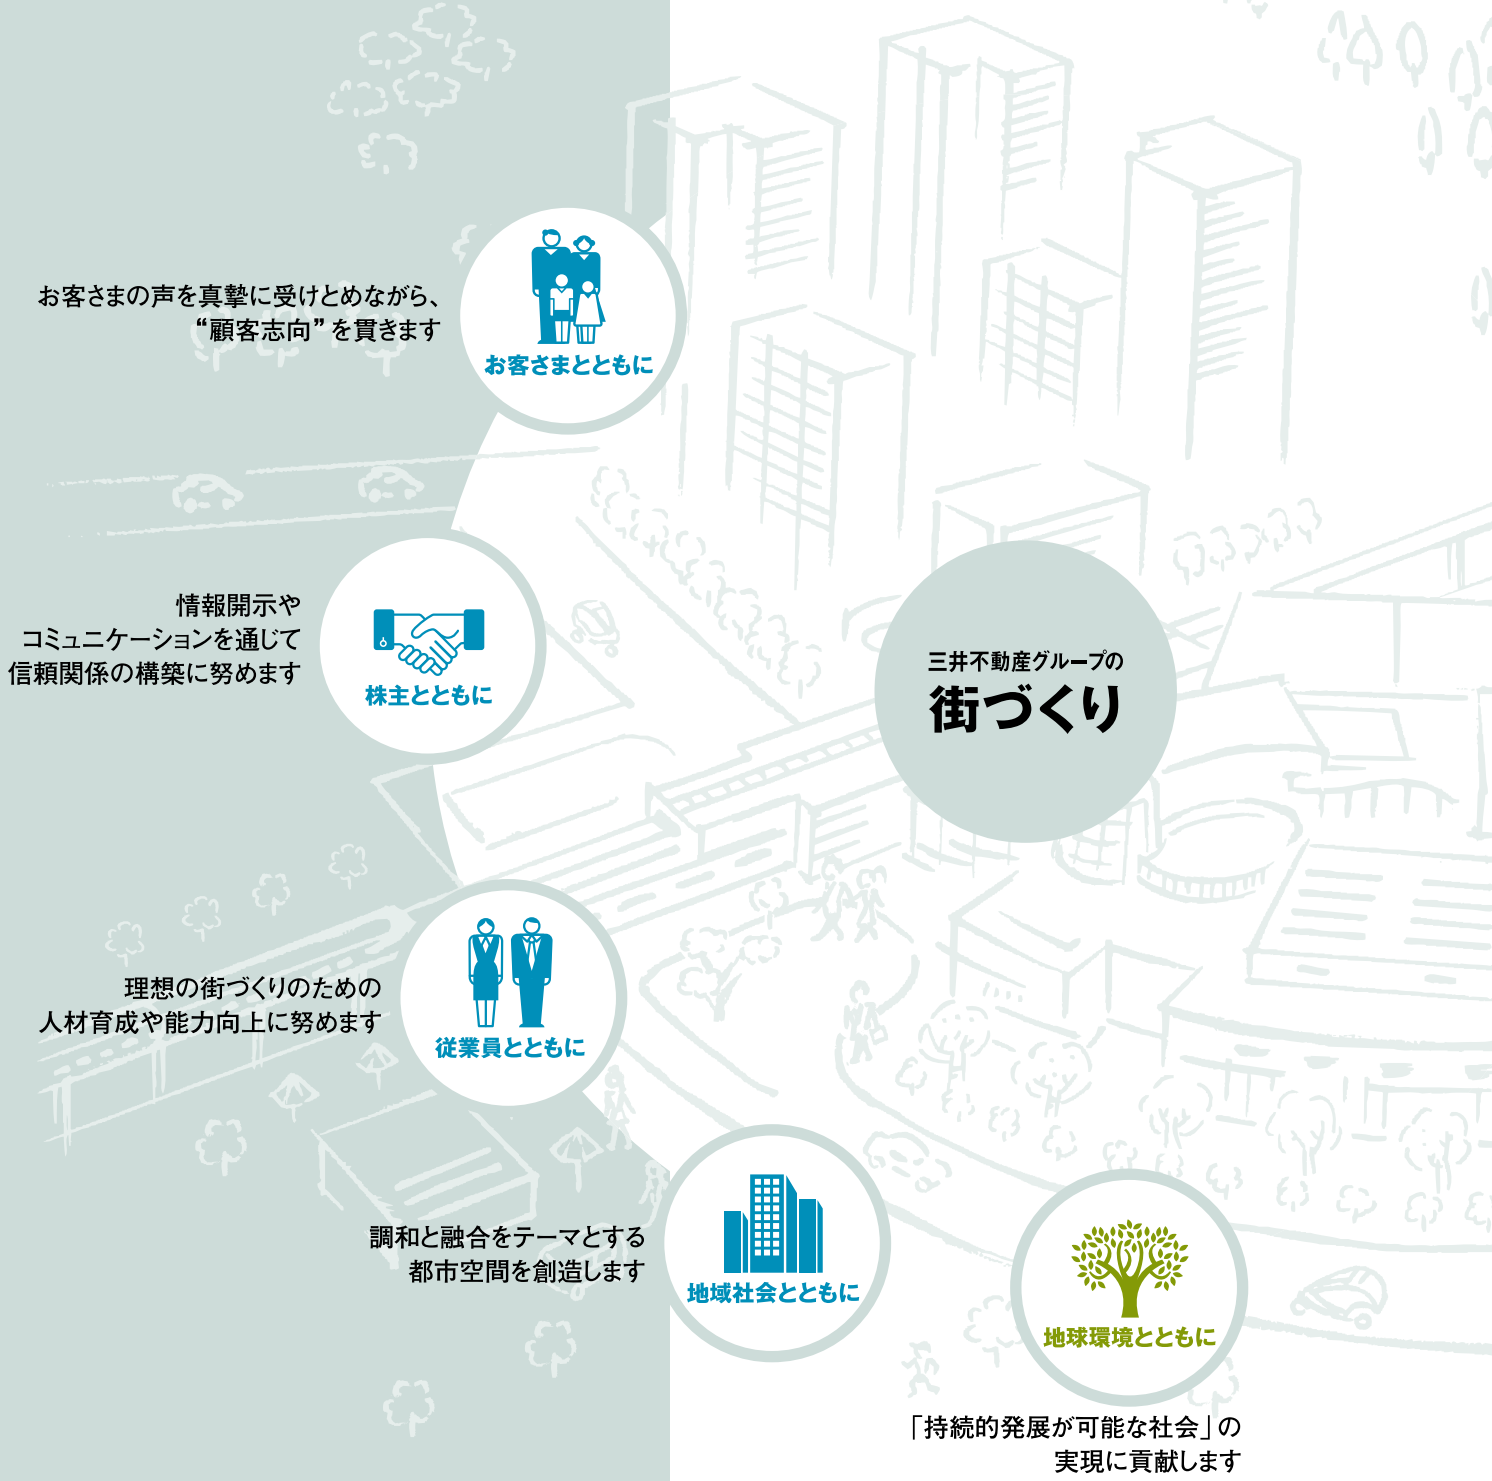 お客さまの声を真摯に受けとめながら、
“顧客志向”を貫きます
お客さまとともに
情報開示や
コミュニケーションを通じて
信頼関係の構築に努めます
株主とともに
三井不動産グループの
街づくり
理想の街づくりのための
人材育成や能力向上に努めます
従業員とともに
調和と融合をテーマとする
都市空間を創造します
地域社会とともに
地球環境とともに
「持続的発展が可能な社会」の
実現に貢献します